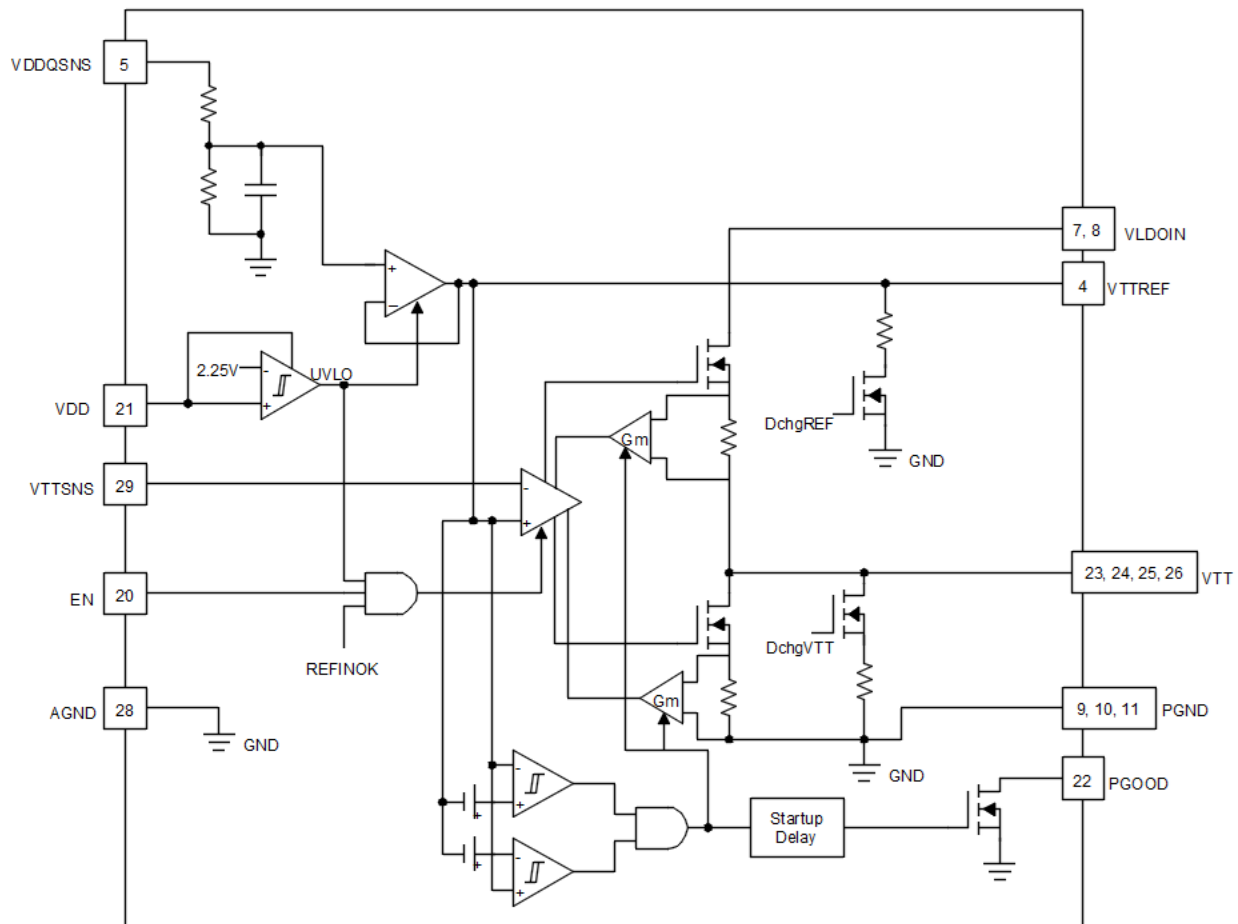 VDDQSNS
5
7, 8
VLDOIN
+
−
4
VTTREF
2.25V
-
UVLO
VDD
21
+
DchgREF
Gm
GND
VTTSNS
29
-
+
23, 24, 25, 26
VTT
EN
20
DchgVTT
REFINOK
Gm
AGND
28
GND
9, 10, 11
PGND
GND
22
PGOOD
-
+
+
Startup
Delay
-
+
+